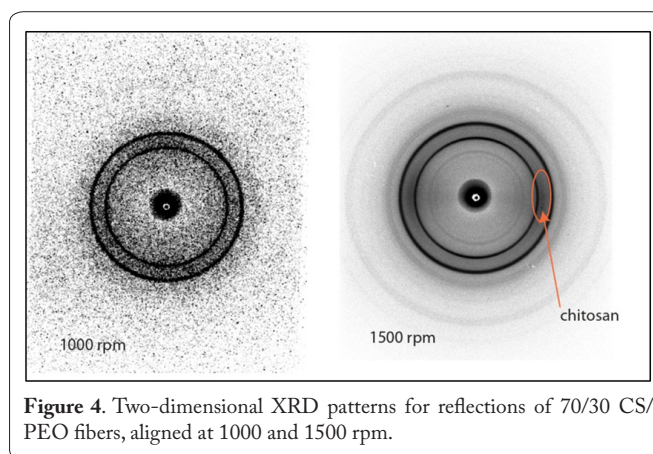 1000 rpm
1500 rpm
chitosan
Figure 4. Two-dimensional XRD patterns for reflections of 70/30 CS/
PEO fibers, aligned at 1000 and 1500 rpm.